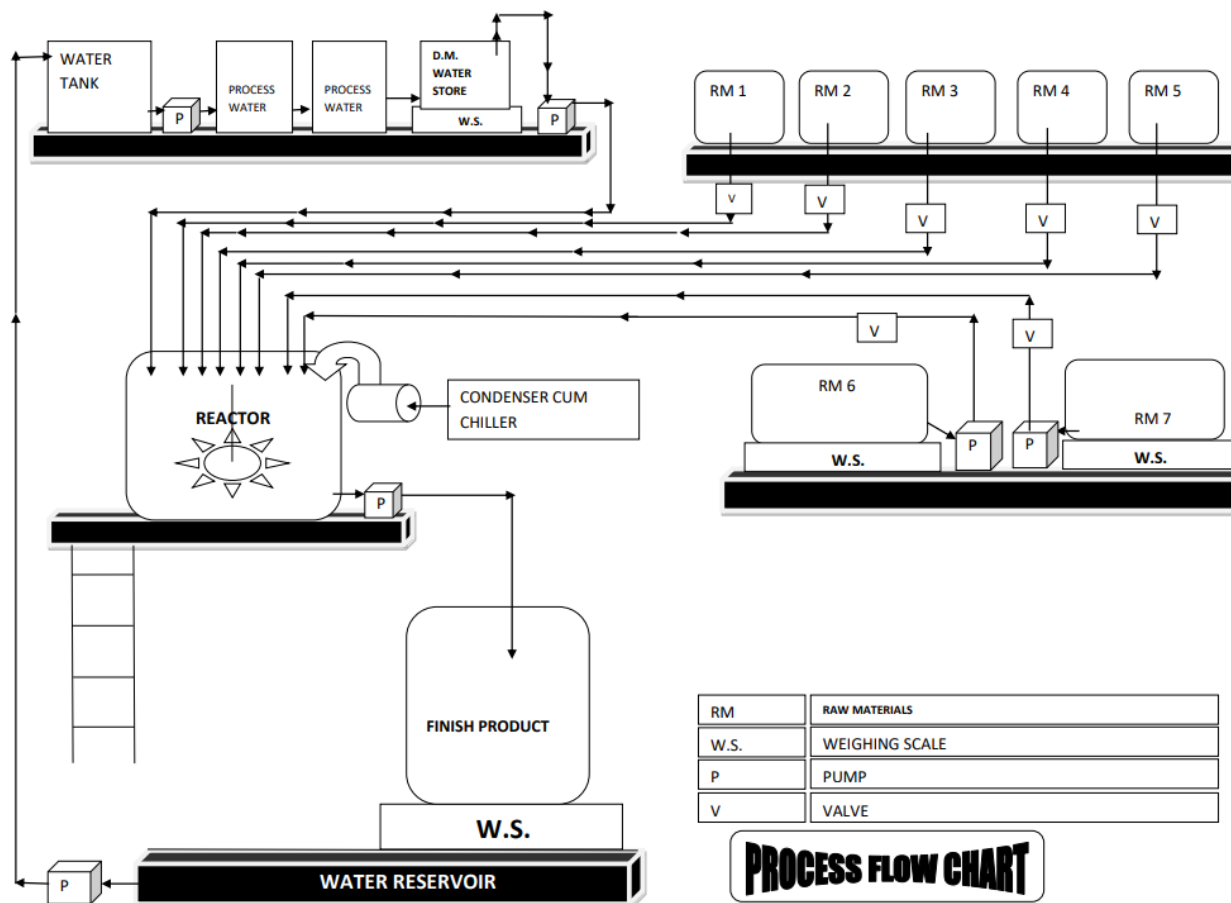 WATER
TANK
P
PROCESS
WATER
PROCESS
WATER
D.M.
WATER
STORE
W.S.
P
RM 1
RM 2
RM 3
RM 4
RM 5
V
V
V
V
V
V
V
REACTOR
CONDENSER CUM
CHILLER
RM 6
W.S.
P
P
RM 7
W.S.
P
FINISH PRODUCT
W.S.
WATER RESERVOIR
P
RM RAW MATERIALS
W.S. WEIGHING SCALE
P PUMP
V VALVE
PROCESS FLOW CHART